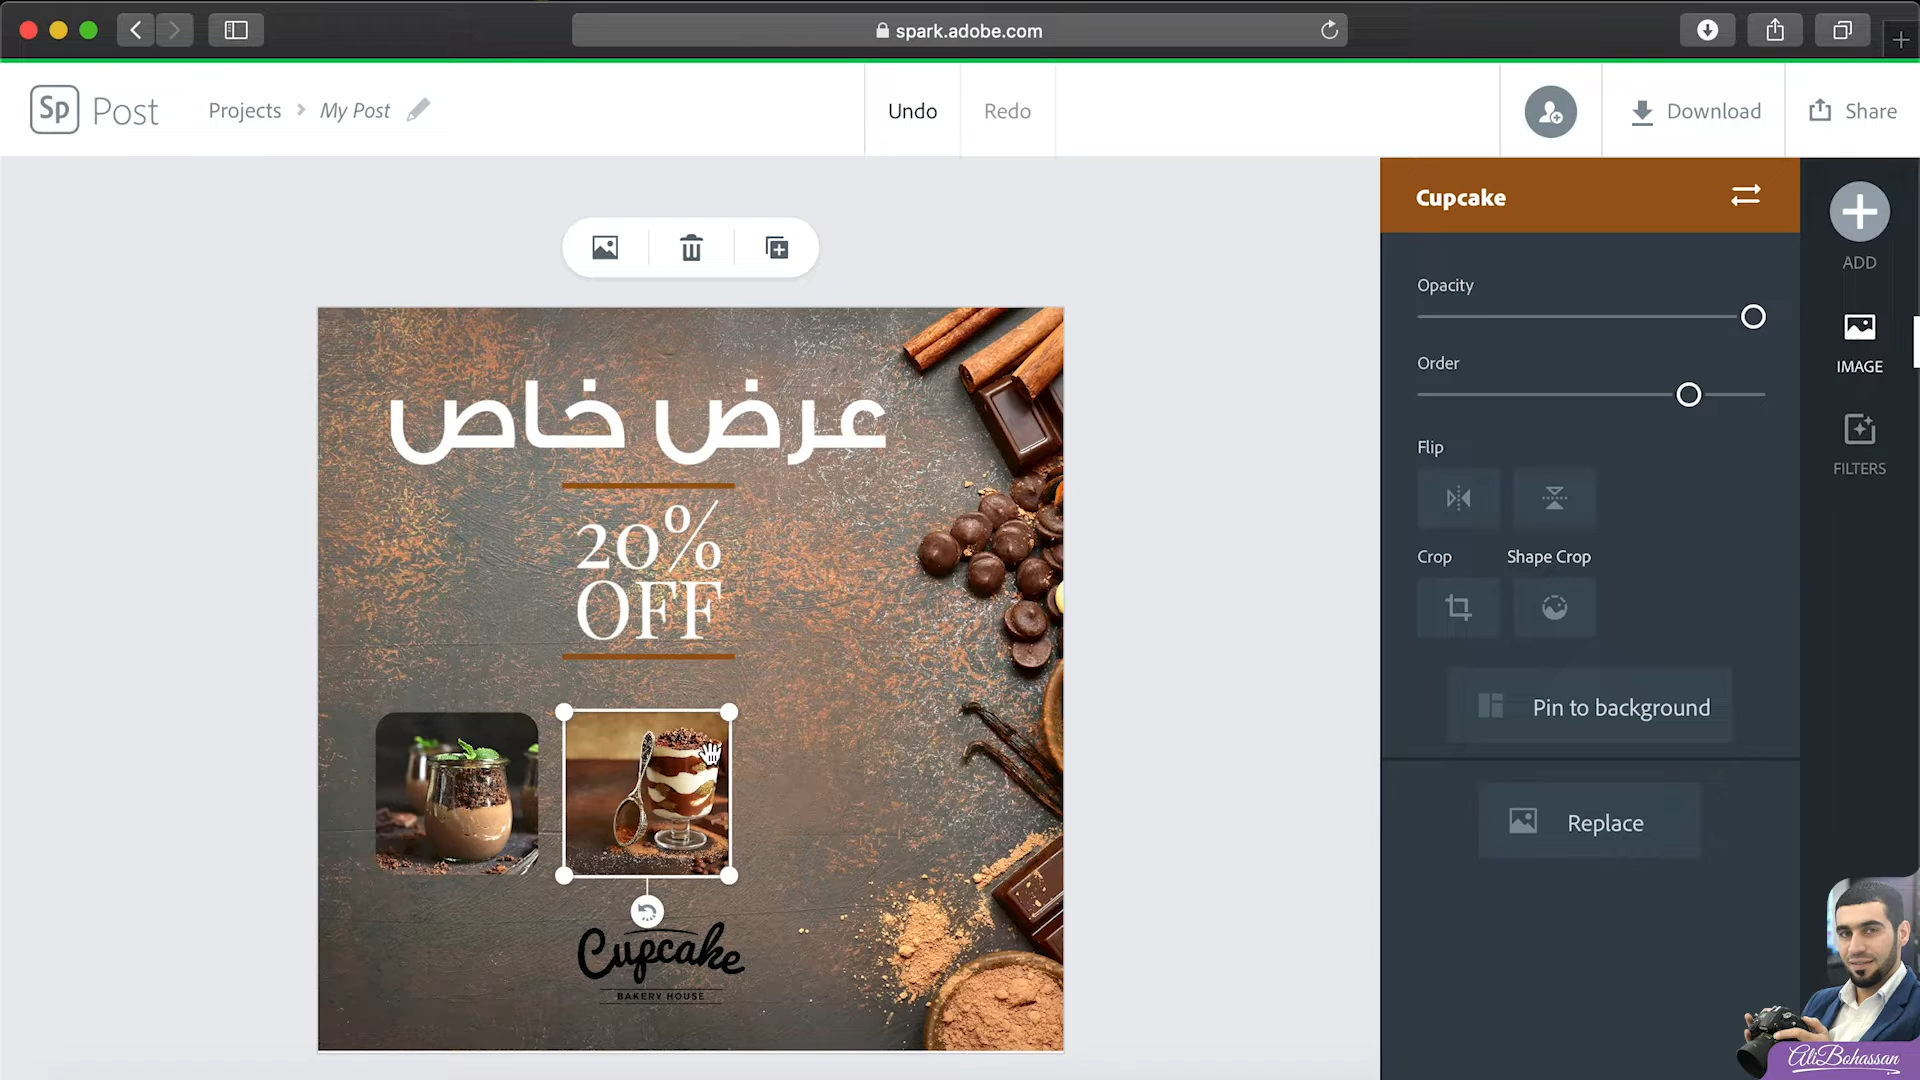 spark.adobe.com
Sp Post
Projects > My Post
Undo
Redo
Download
Share
Cupcake
ADD
Opacity
Order
IMAGE
FILTERS
Flip
Crop
Shape Crop
Pin to background
Replace
عرض خاص
20%
OFF
Cupcake
BAKERY HOUSE
AliBohassan